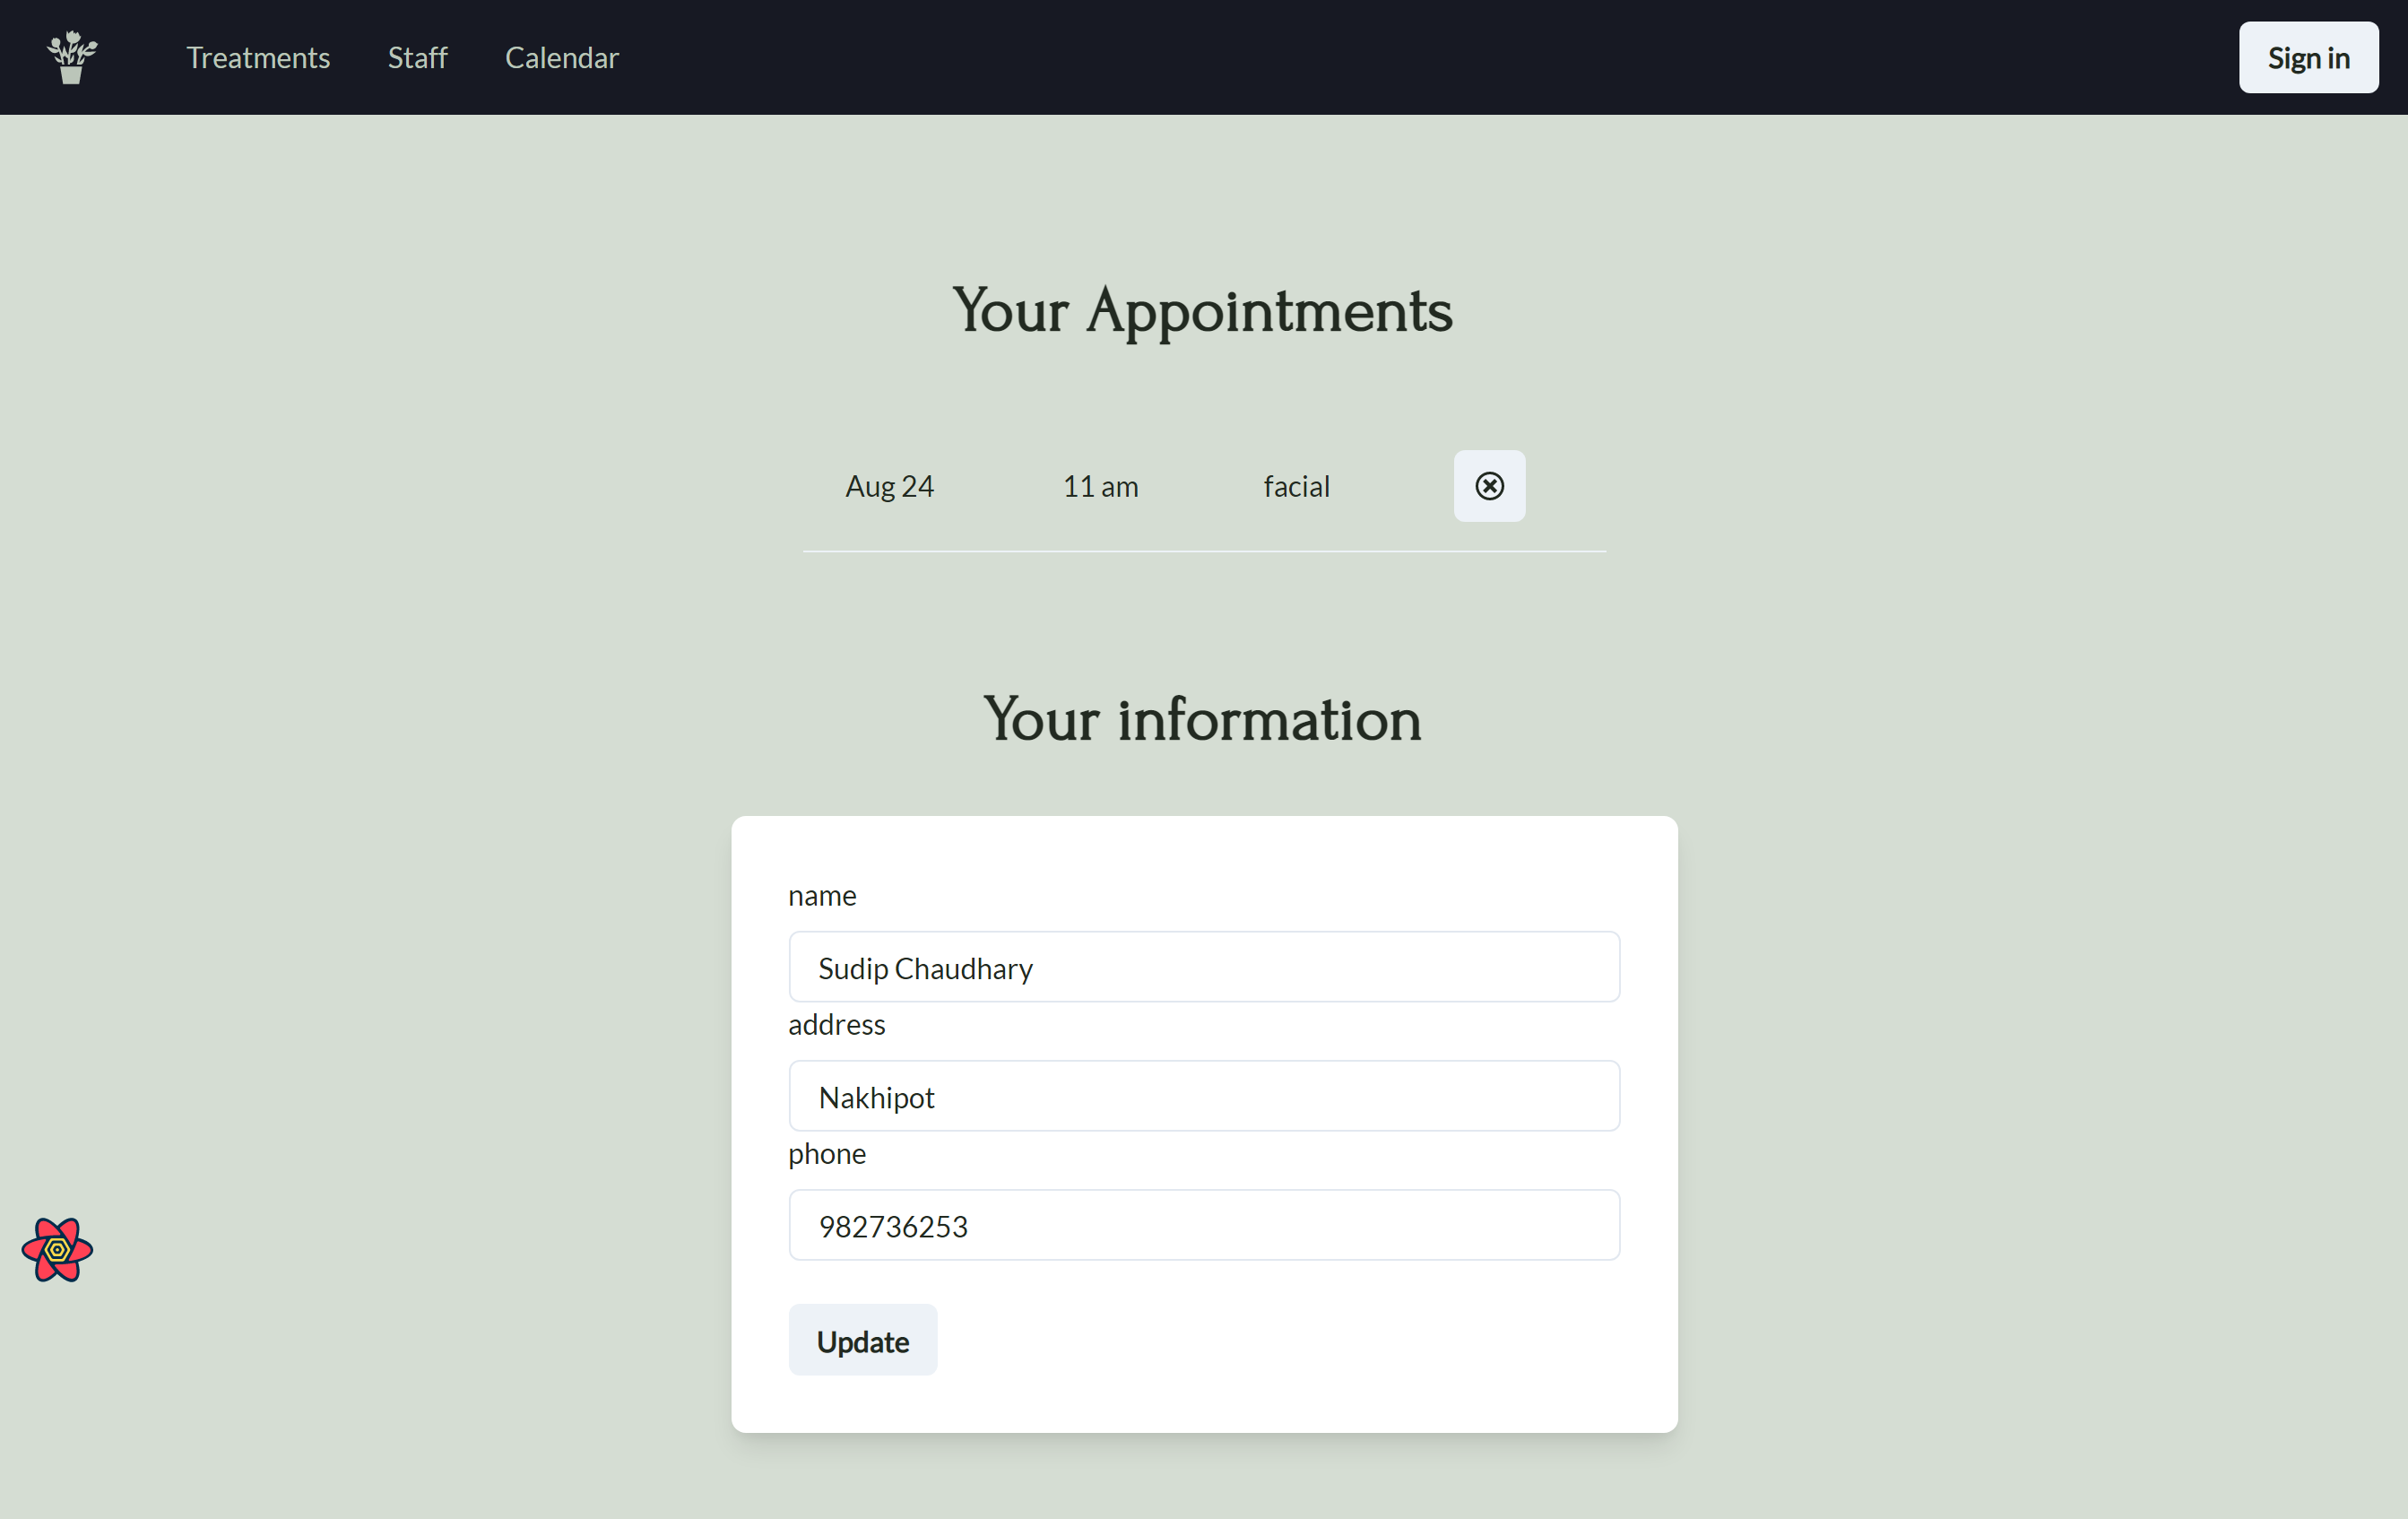 Treatments Staff Calendar Sign in
Your Appointments
Aug 24 11 am facial
Your information
name
Sudip Chaudhary
address
Nakhipot
phone
982736253
Update